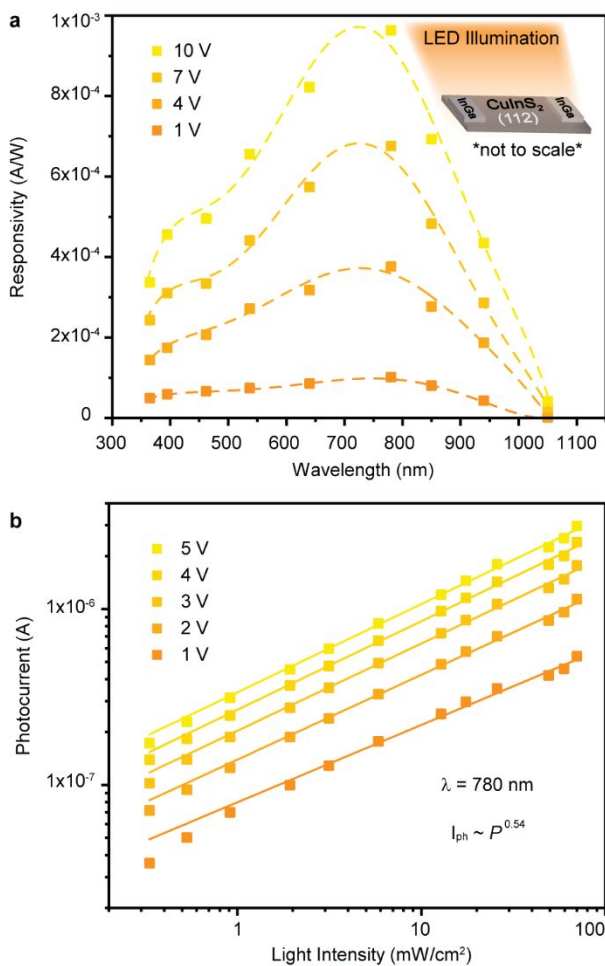 a
1x10⁻³
8x10⁻⁴
6x10⁻⁴
4x10⁻⁴
2x10⁻⁴
0
Responsivity (A/W)
10 V
7 V
4 V
1 V
LED Illumination
InGa
CuInS₂
(112)
InGa
*not to scale*
300 400 500 600 700 800 900 1000 1100
Wavelength (nm)
b
5 V
4 V
3 V
2 V
1 V
1x10⁻⁶
1x10⁻⁷
Photocurrent (A)
λ = 780 nm
Iₚₕ ~ P⁰·⁵⁴
1 10 100
Light Intensity (mW/cm²)